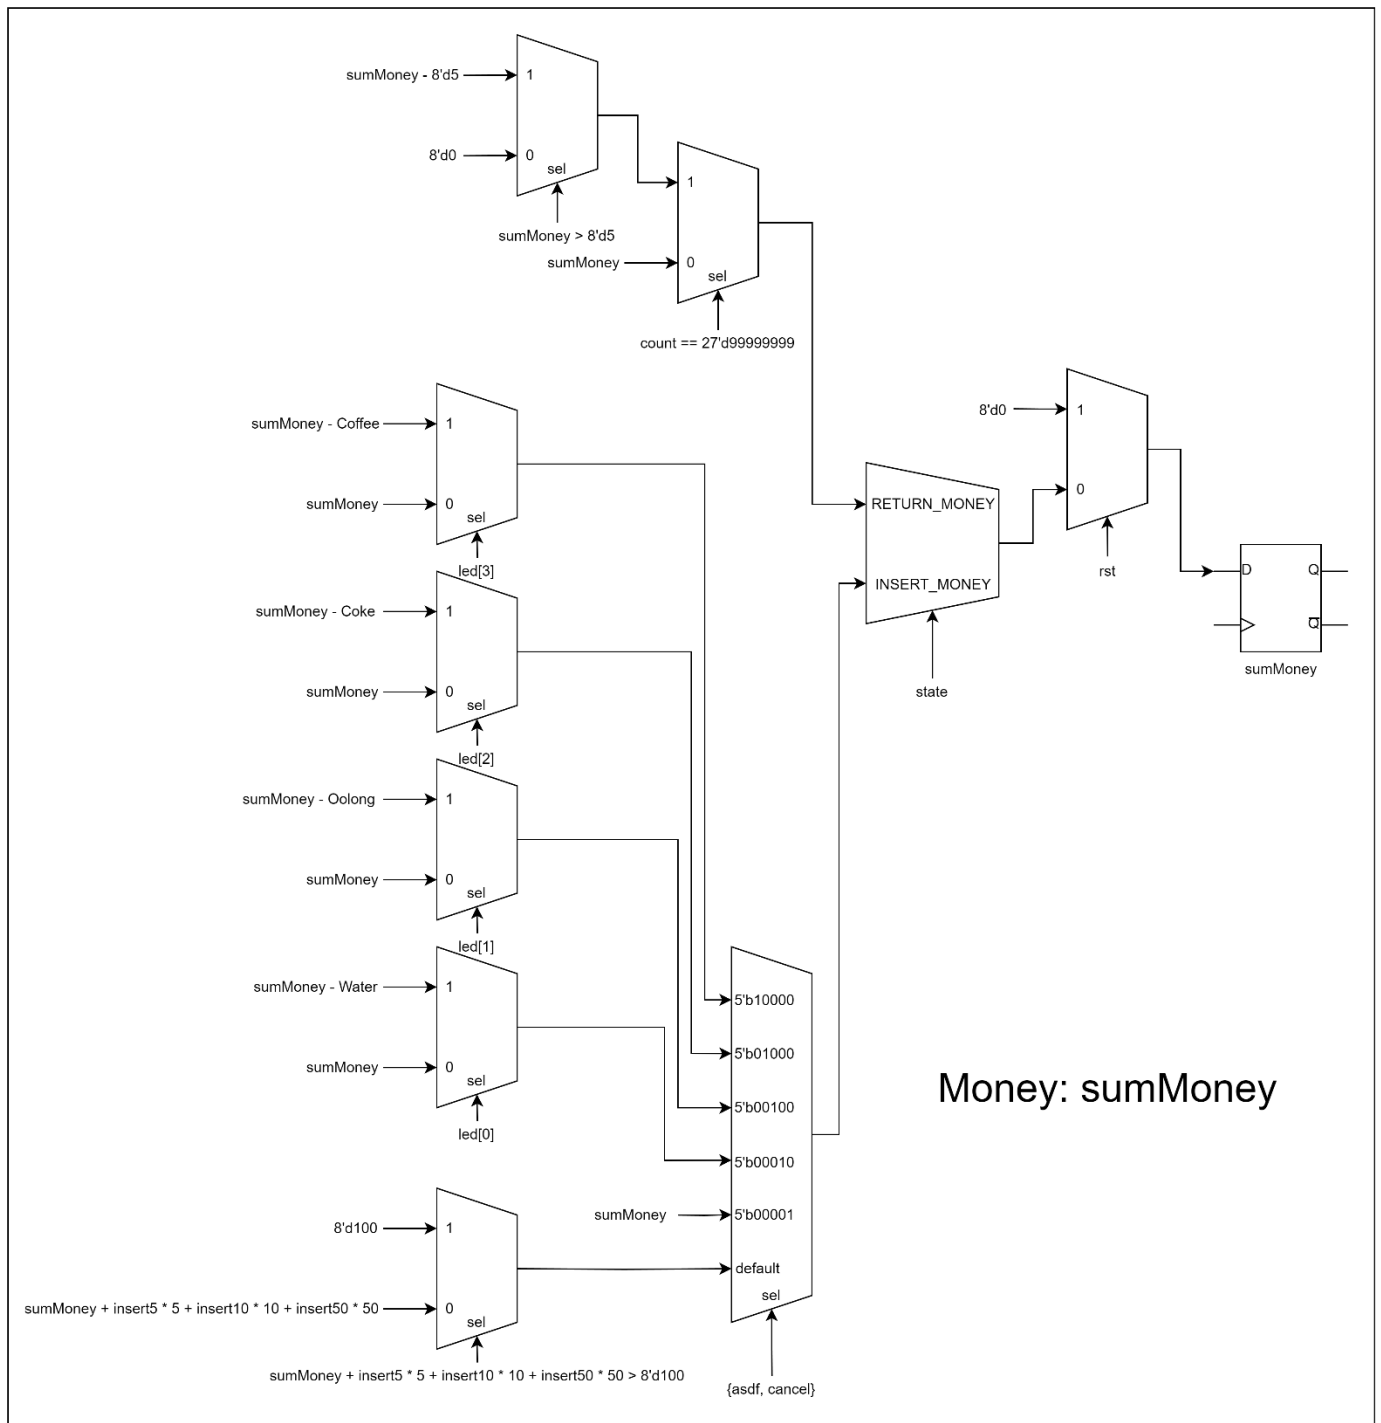 sumMoney - 8'd5
1
8'd0
0
sel
sumMoney > 8'd5
1
sumMoney
0
sel
count == 27'd99999999
sumMoney - Coffee
1
sumMoney
0
sel
led[3]
sumMoney - Coke
1
sumMoney
0
sel
led[2]
sumMoney - Oolong
1
sumMoney
0
sel
led[1]
sumMoney - Water
1
sumMoney
0
sel
led[0]
8'd100
1
sumMoney + insert5 * 5 + insert10 * 10 + insert50 * 50
0
sel
sumMoney + insert5 * 5 + insert10 * 10 + insert50 * 50 > 8'd100
5'b10000
5'b01000
5'b00100
5'b00010
sumMoney
5'b00001
default
sel
{asdf, cancel}
RETURN_MONEY
INSERT_MONEY
state
8'd0
1
0
rst
D
Q
Q
sumMoney
Money: sumMoney